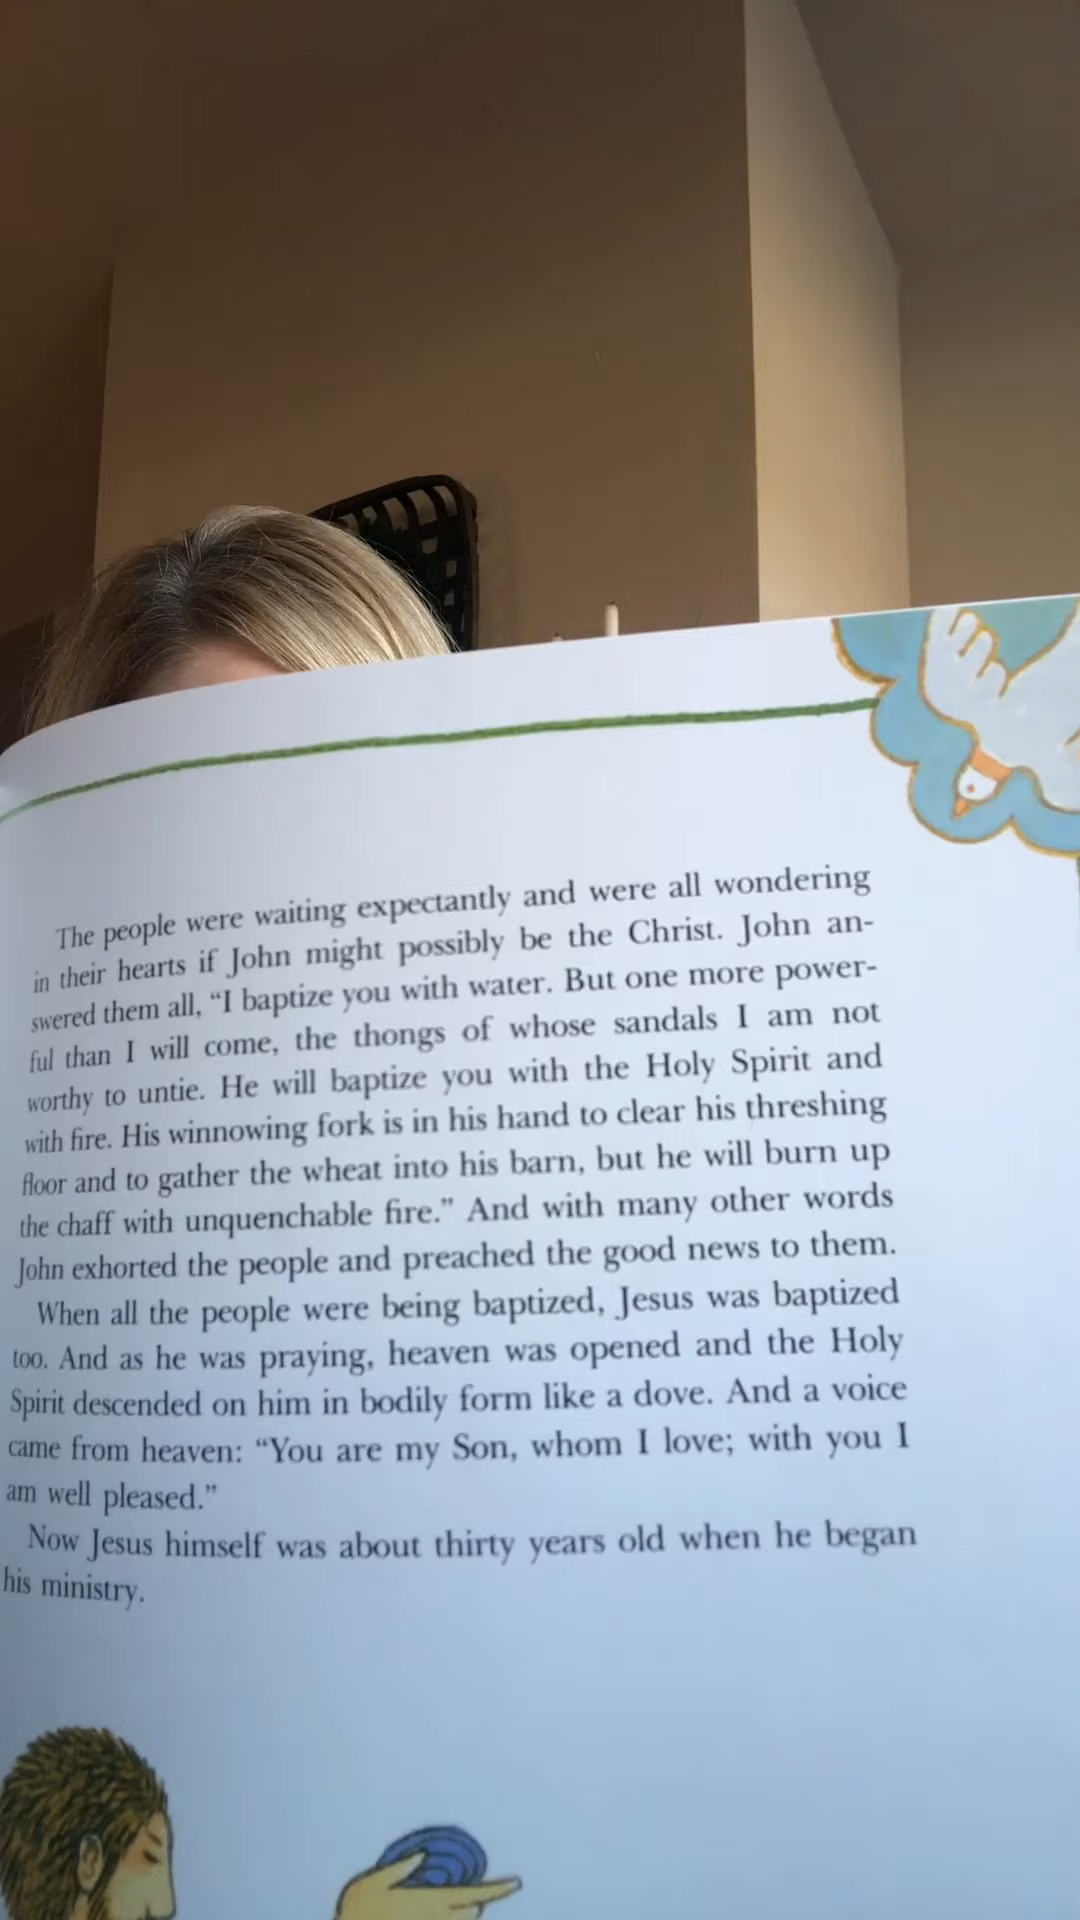 The people were waiting expectantly and were all wondering
in their hearts if John might possibly be the Christ. John an-
swered them all, “I baptize you with water. But one more power-
ful than I will come, the thongs of whose sandals I am not
worthy to untie. He will baptize you with the Holy Spirit and
with fire. His winnowing fork is in his hand to clear his threshing
floor and to gather the wheat into his barn, but he will burn up
the chaff with unquenchable fire.” And with many other words
John exhorted the people and preached the good news to them.
When all the people were being baptized, Jesus was baptized
too. And as he was praying, heaven was opened and the Holy
Spirit descended on him in bodily form like a dove. And a voice
came from heaven: “You are my Son, whom I love; with you I
am well pleased.”
Now Jesus himself was about thirty years old when he began
his ministry.